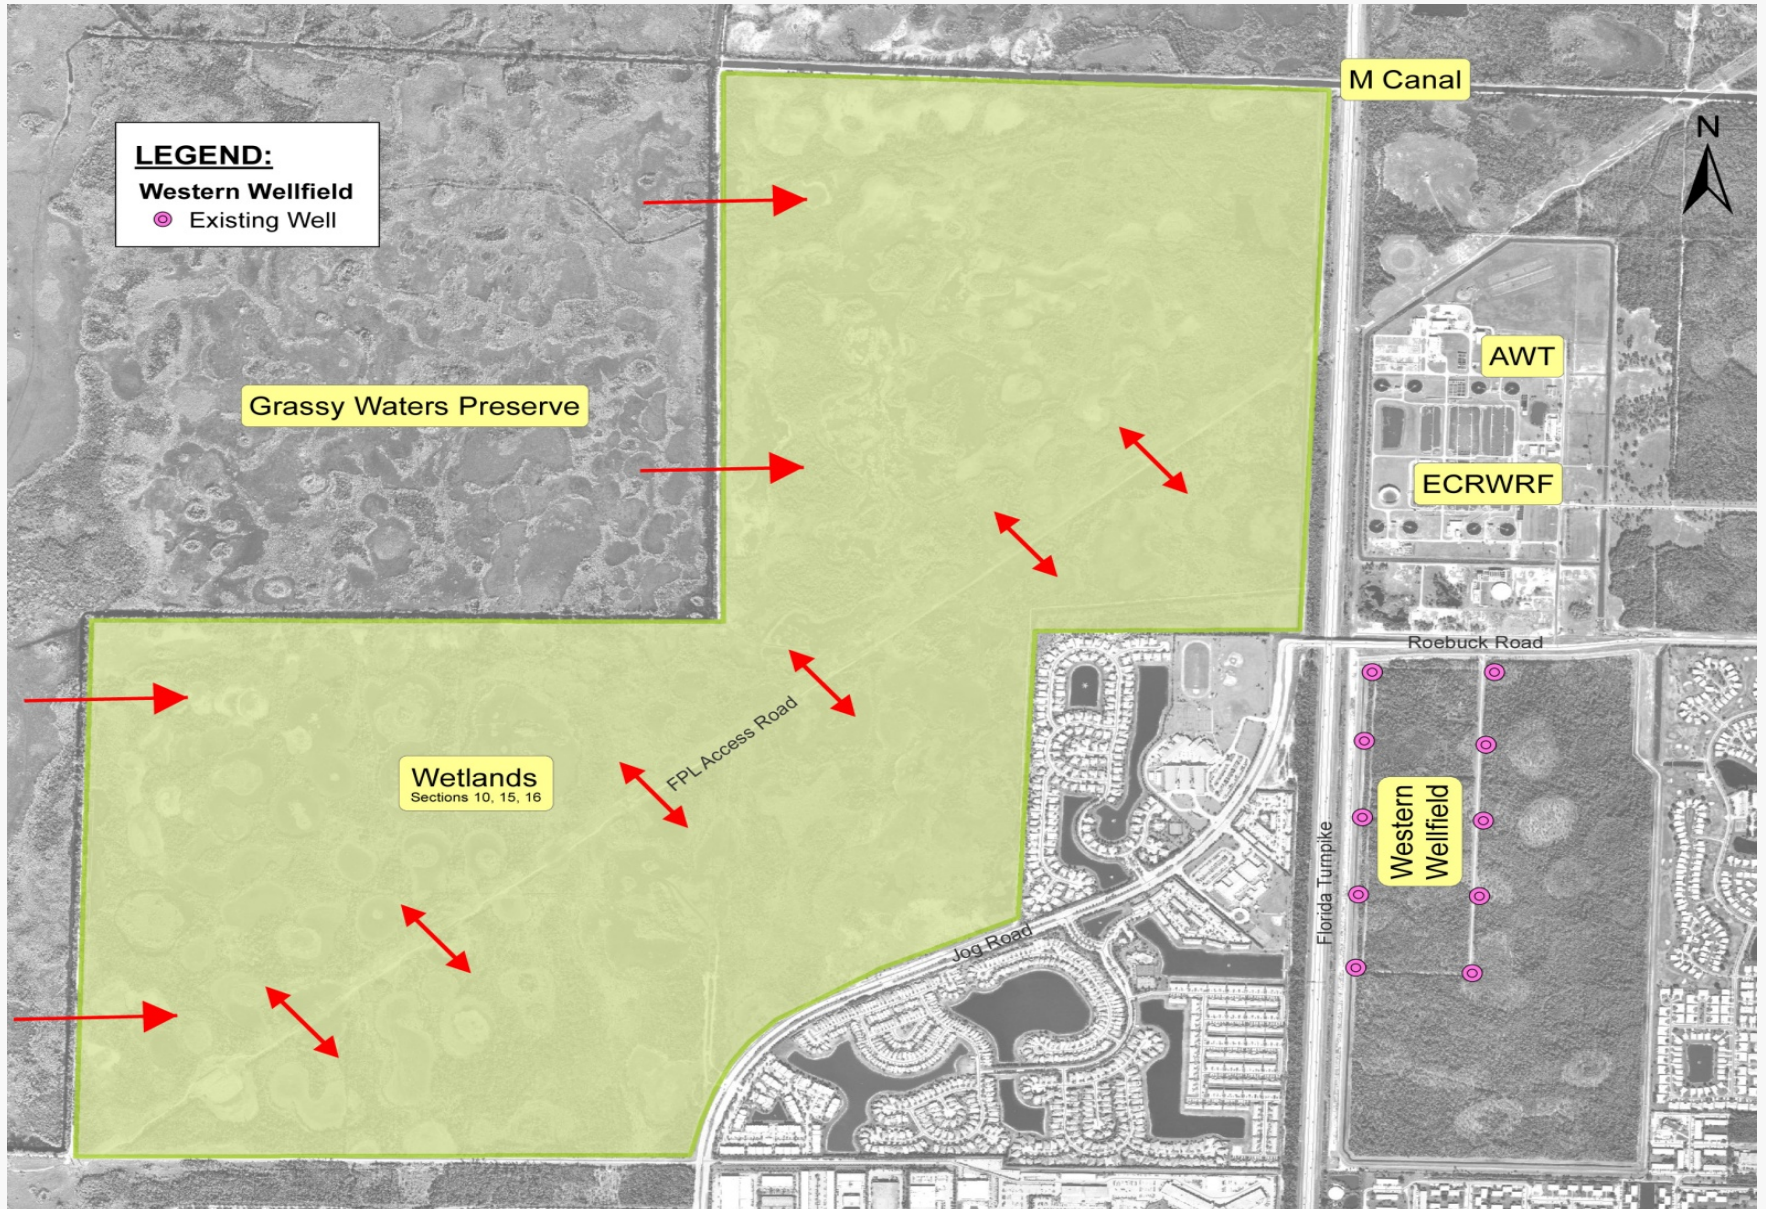 M Canal
N
LEGEND:
Western Wellfield
Existing Well
AWT
Grassy Waters Preserve
ECRWRF
Roebuck Road
FPL Access Road
Wetlands
Sections 10, 15, 16
Western
Wellfield
Florida Turnpike
Jog Road